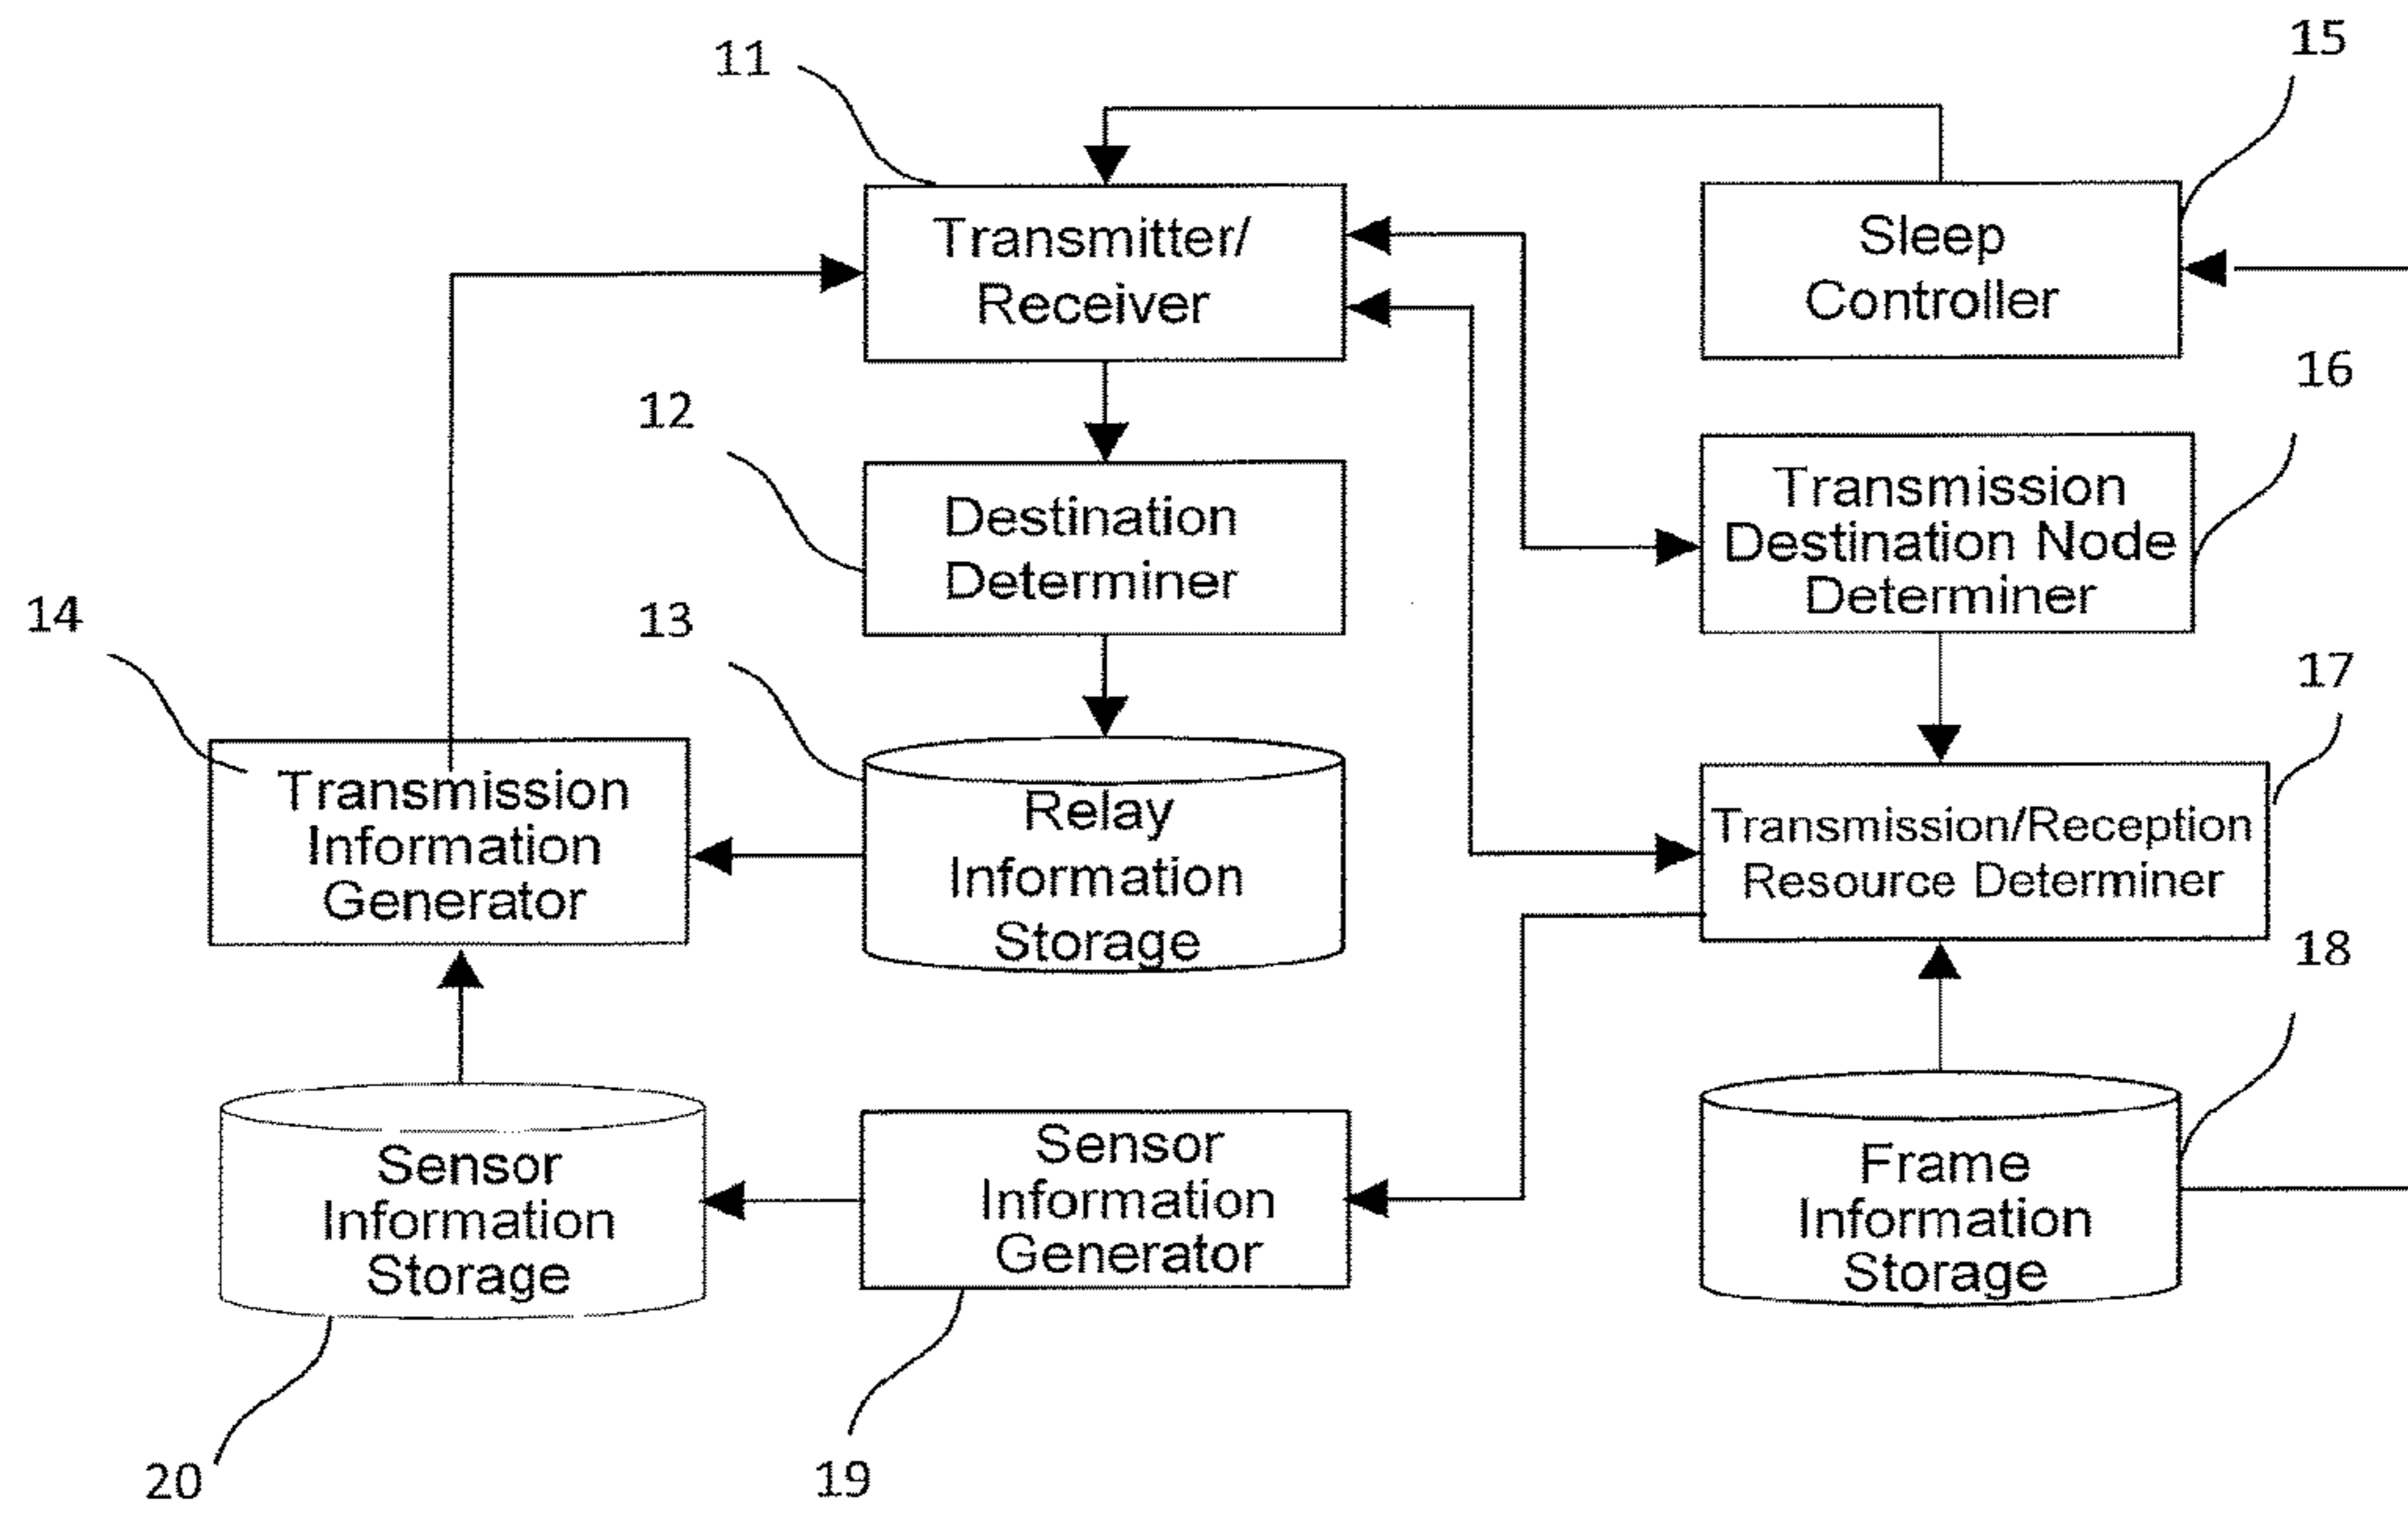 11
15
Transmitter/
Receiver
Sleep
Controller
12
16
Destination
Determiner
Transmission
Destination Node
Determiner
14
13
17
Transmission
Information
Generator
Relay
Information
Storage
Transmission/Reception
Resource Determiner
18
Sensor
Information
Storage
Sensor
Information
Generator
Frame
Information
Storage
20
19